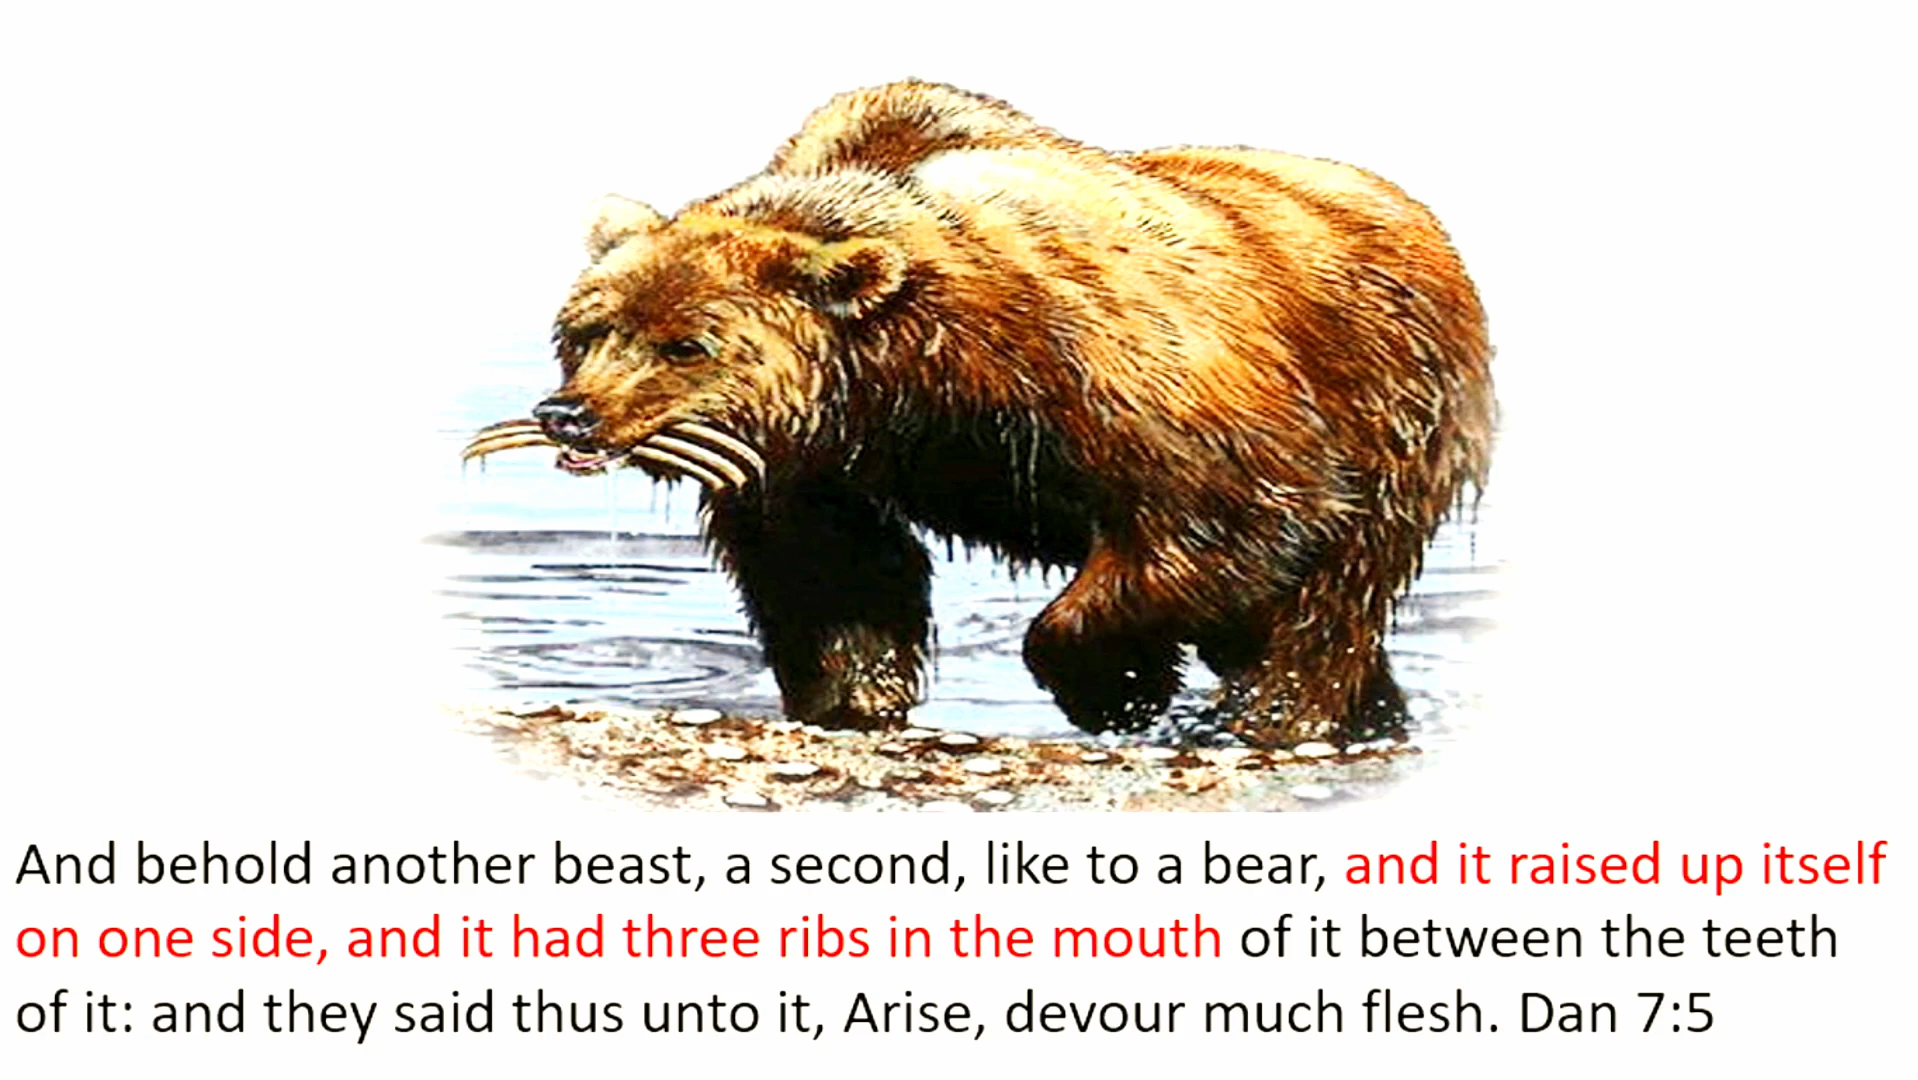 And behold another beast, a second, like to a bear, and it raised up itself
on one side, and it had three ribs in the mouth of it between the teeth
of it: and they said thus unto it, Arise, devour much flesh. Dan 7:5